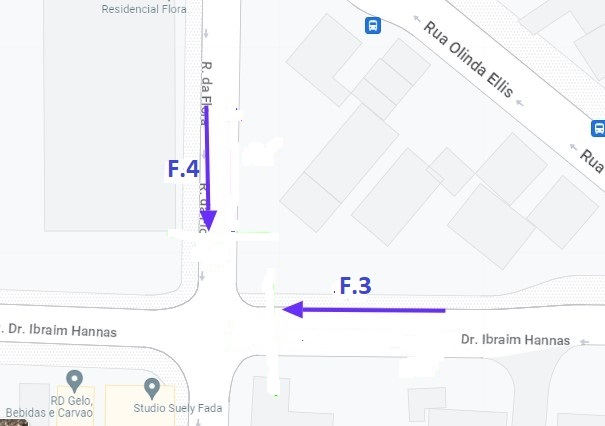 Residencial Flora
Rua Olinda Ellis
R. da Flora
Rua
F.4
F.3
. Dr. Ibraim Hannas
Dr. Ibraim Hannas
RD Gelo,
Bebidas e Carvao
Studio Suely Fada